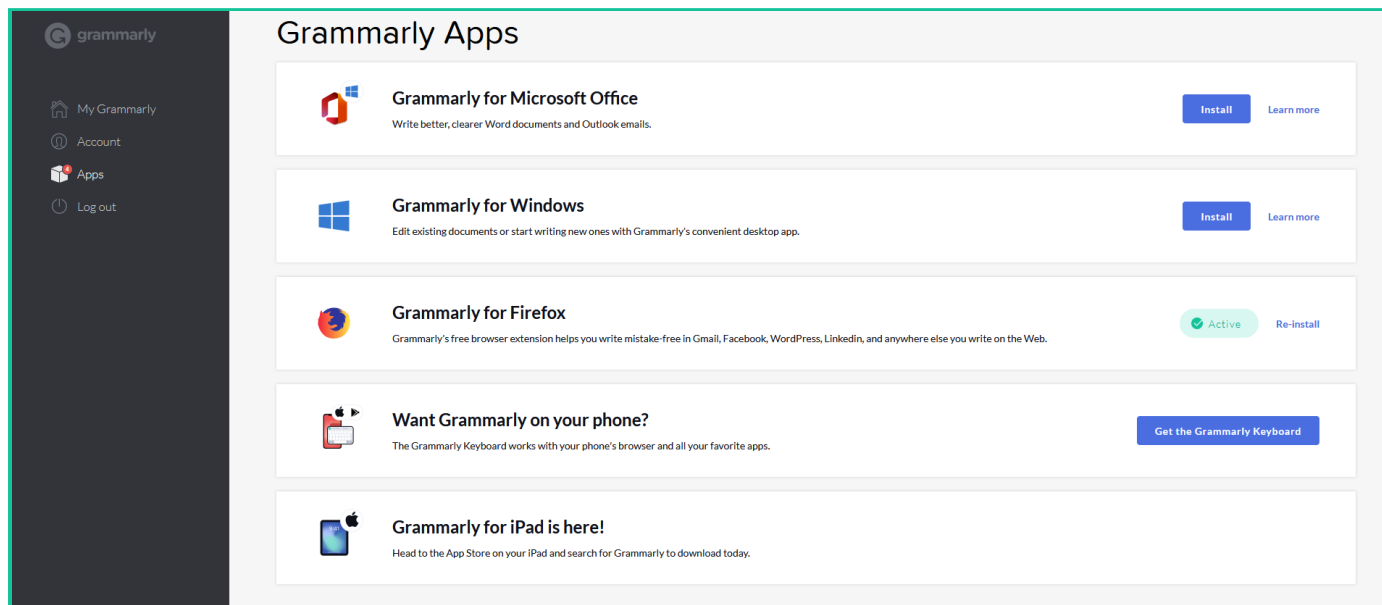 grammarly
My Grammarly
Account
4
Apps
Log out
Grammarly Apps
Grammarly for Microsoft Office
Write better, clearer Word documents and Outlook emails.
Install
Learn more
Grammarly for Windows
Edit existing documents or start writing new ones with Grammarly's convenient desktop app.
Install
Learn more
Grammarly for Firefox
Grammarly's free browser extension helps you write mistake-free in Gmail, Facebook, WordPress, Linkedin, and anywhere else you write on the Web.
Active
Re-install
Want Grammarly on your phone?
The Grammarly Keyboard works with your phone's browser and all your favorite apps.
Get the Grammarly Keyboard
Grammarly for iPad is here!
Head to the App Store on your iPad and search for Grammarly to download today.